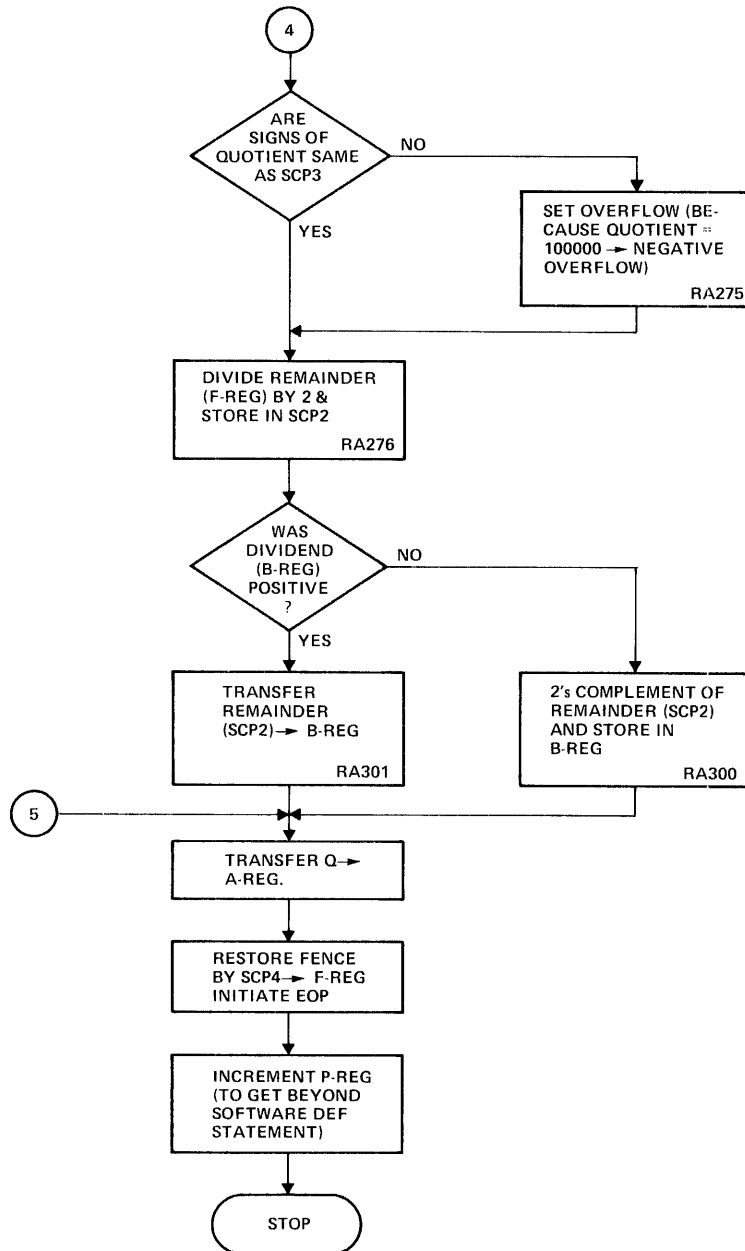 4
ARE
SIGNS OF
QUOTIENT SAME
AS SCP3
NO
YES
SET OVERFLOW (BE-
CAUSE QUOTIENT =
100000 → NEGATIVE
OVERFLOW)
RA275
DIVIDE REMAINDER
(F-REG) BY 2 &
STORE IN SCP2
RA276
WAS
DIVIDEND
(B-REG)
POSITIVE
?
NO
YES
TRANSFER
REMAINDER
(SCP2)→ B-REG
RA301
2's COMPLEMENT OF
REMAINDER (SCP2)
AND STORE IN
B-REG
RA300
5
TRANSFER Q→
A-REG.
RESTORE FENCE
BY SCP4→ F-REG
INITIATE EOP
INCREMENT P-REG
(TO GET BEYOND
SOFTWARE DEF
STATEMENT)
STOP